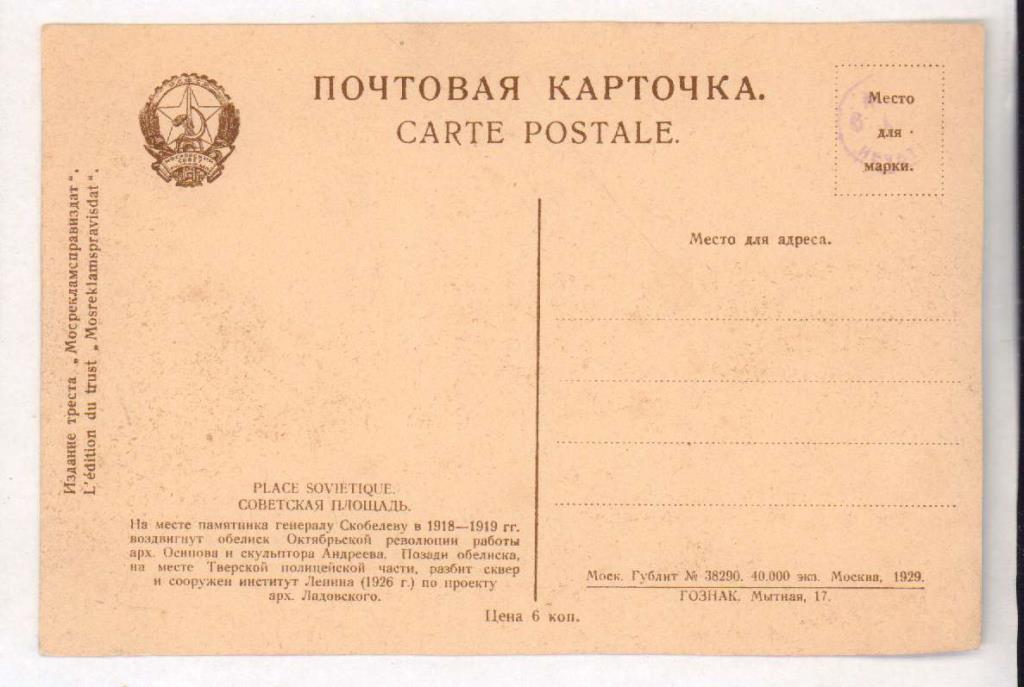 ПОЧТОВАЯ КАРТОЧКА.
CARTE POSTALE.
Место
для
марки.
Место для адреса.
Издание треста „Мосрекламсправиздат“.
L'édition du trust „Mosreklamspravisdat“.
PLACE SOVIÉTIQUE.
СОВЕТСКАЯ ПЛОЩАДЬ.
На месте памятника генералу Скобелеву в 1918—1919 гг.
воздвигнут обелиск Октябрьской революции работы
арх. Осипова и скульптора Андреева. Позади обелиска,
на месте Тверской полицейской части, разбит сквер
и сооружен институт Ленина (1926 г.) по проекту
арх. Ладовского.
Цена 6 коп.
Моск. Гублит № 38290. 40.000 экз. Москва, 1929.
ГОЗНАК. Мытная, 17.